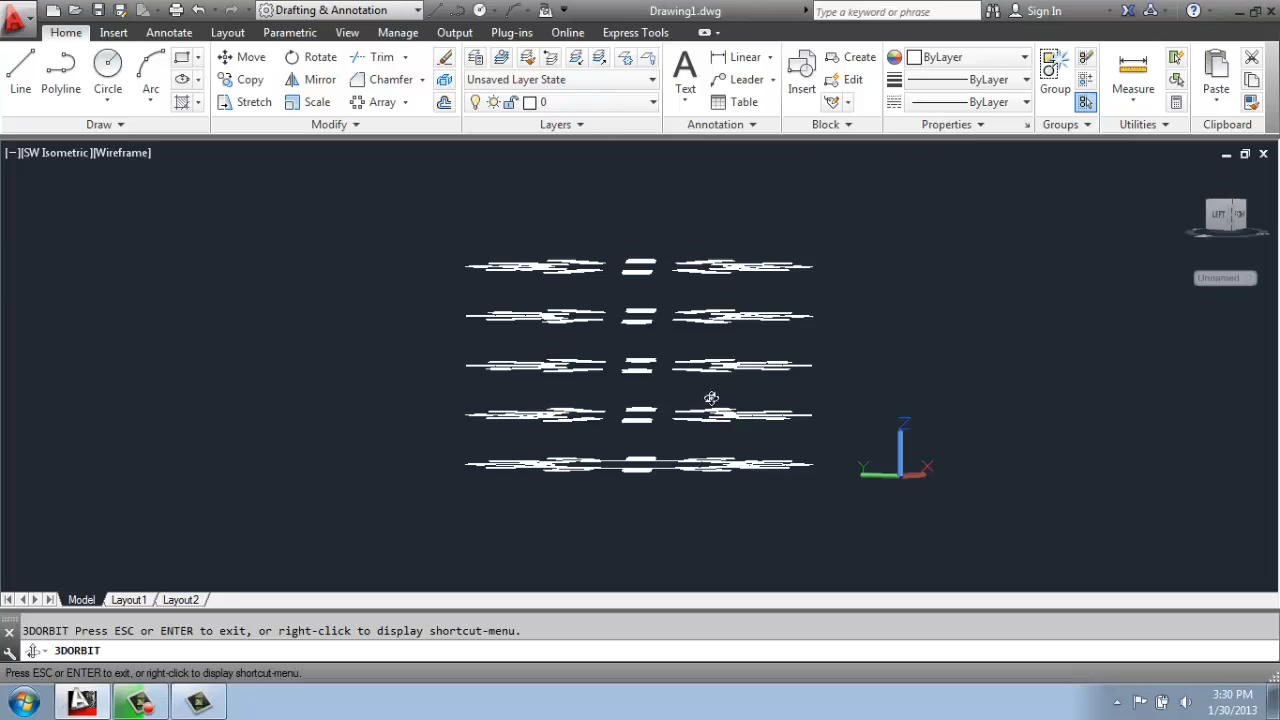 Drafting & Annotation
Drawing1.dwg
Type a keyword or phrase
Sign In
Home Insert Annotate Layout Parametric View Manage Output Plug-ins Online Express Tools
Line Polyline Circle Arc
Move Rotate Trim
Copy Mirror Chamfer
Stretch Scale Array
Unsaved Layer State
0
Text
Linear
Leader
Table
Insert
Create
Edit
ByLayer
ByLayer
ByLayer
Group
Measure
Paste
Draw Modify Layers Annotation Block Properties Groups Utilities Clipboard
[−][SW Isometric][Wireframe]
LEFT
Unnamed
Z
Y X
Model Layout1 Layout2
3DORBIT Press ESC or ENTER to exit, or right-click to display shortcut-menu.
3DORBIT
Press ESC or ENTER to exit, or right-click to display shortcut-menu.
3:30 PM
1/30/2013